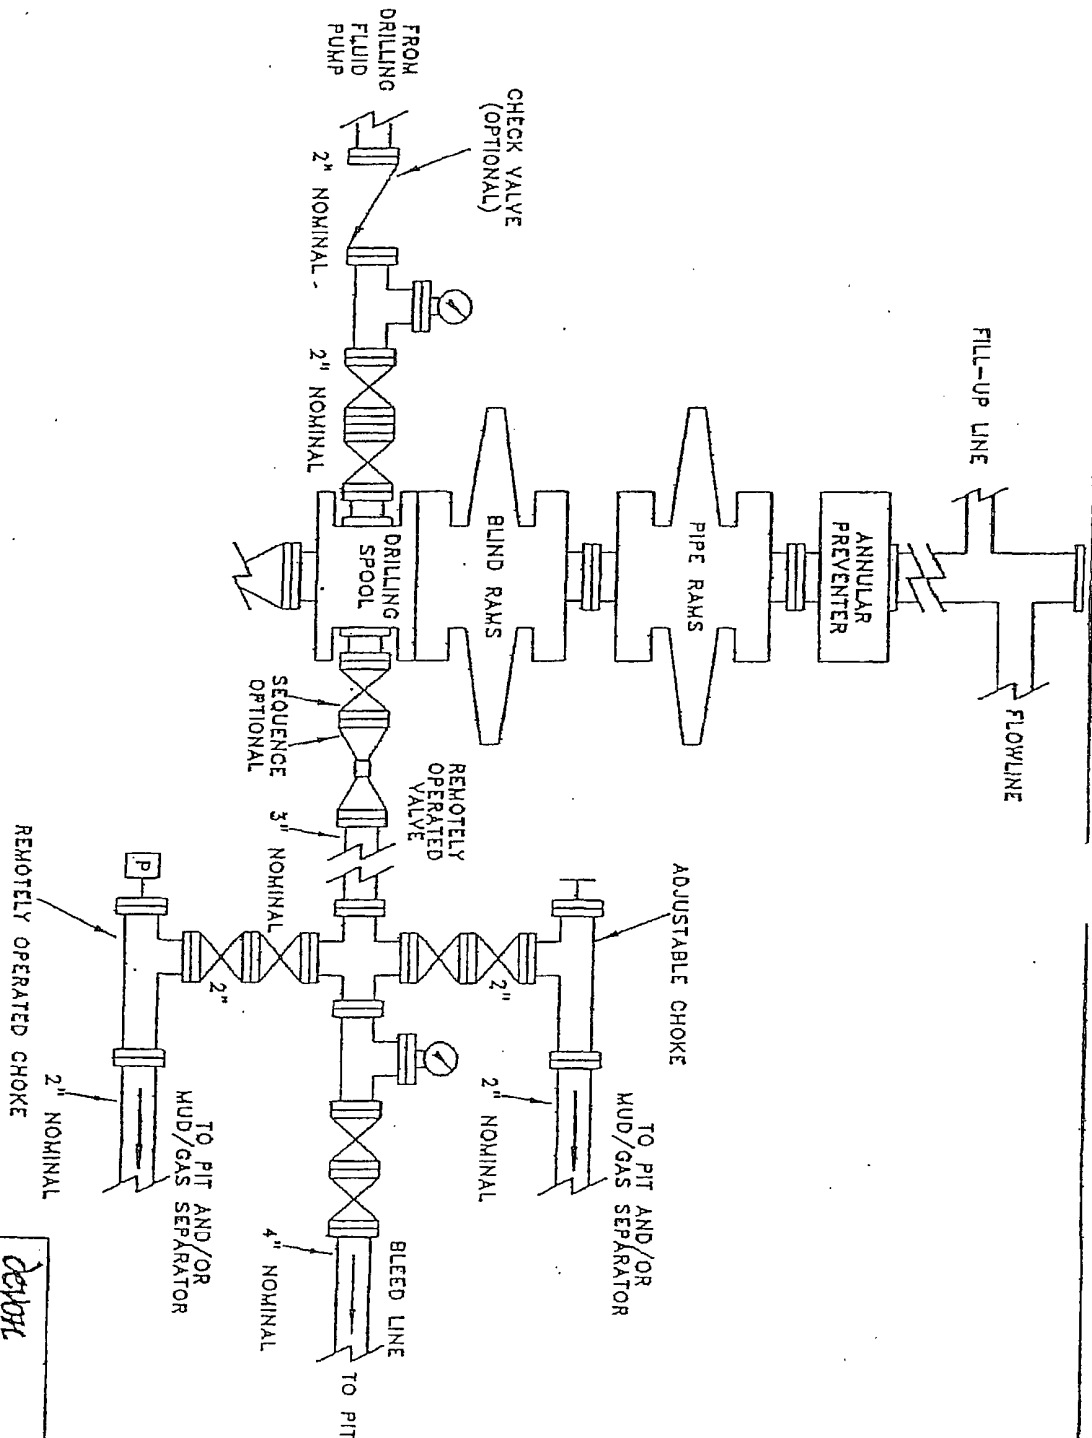 FROM
DRILLING
FLUID
PUMP
CHECK VALVE
(OPTIONAL)
2" NOMINAL
2" NOMINAL
FILL-UP LINE
FLOWLINE
ANNULAR
PREVENTER
PIPE RAMS
BLIND RAMS
DRILLING
SPOOL
SEQUENCE
OPTIONAL
REMOTELY
OPERATED
VALVE
3" NOMINAL
ADJUSTABLE CHOKE
2"
2" NOMINAL
TO PIT AND/OR
MUD/GAS SEPARATOR
BLEED LINE
4" NOMINAL
TO PIT
P
2"
REMOTELY OPERATED CHOKE
2" NOMINAL
TO PIT AND/OR
MUD/GAS SEPARATOR
devon